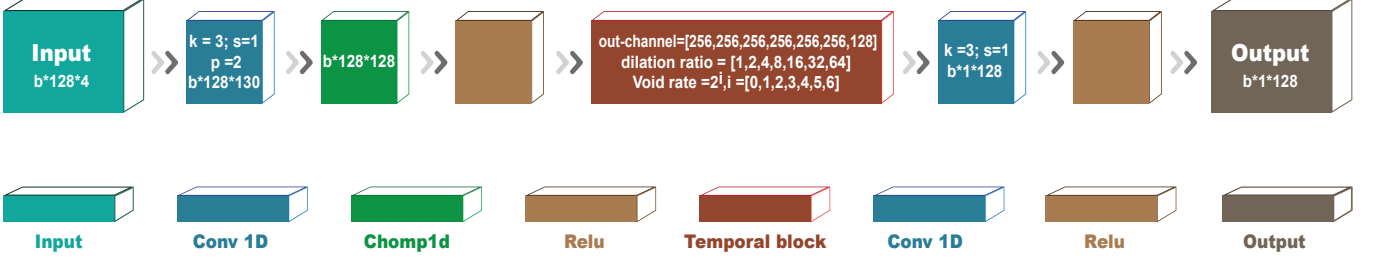 Input
b*128*4
k = 3; s=1
p =2
b*128*130
b*128*128
out-channel=[256,256,256,256,256,256,128]
dilation ratio = [1,2,4,8,16,32,64]
Void rate =2^i,i =[0,1,2,3,4,5,6]
k =3; s=1
b*1*128
Output
b*1*128
Input
Conv 1D
Chomp1d
Relu
Temporal block
Conv 1D
Relu
Output